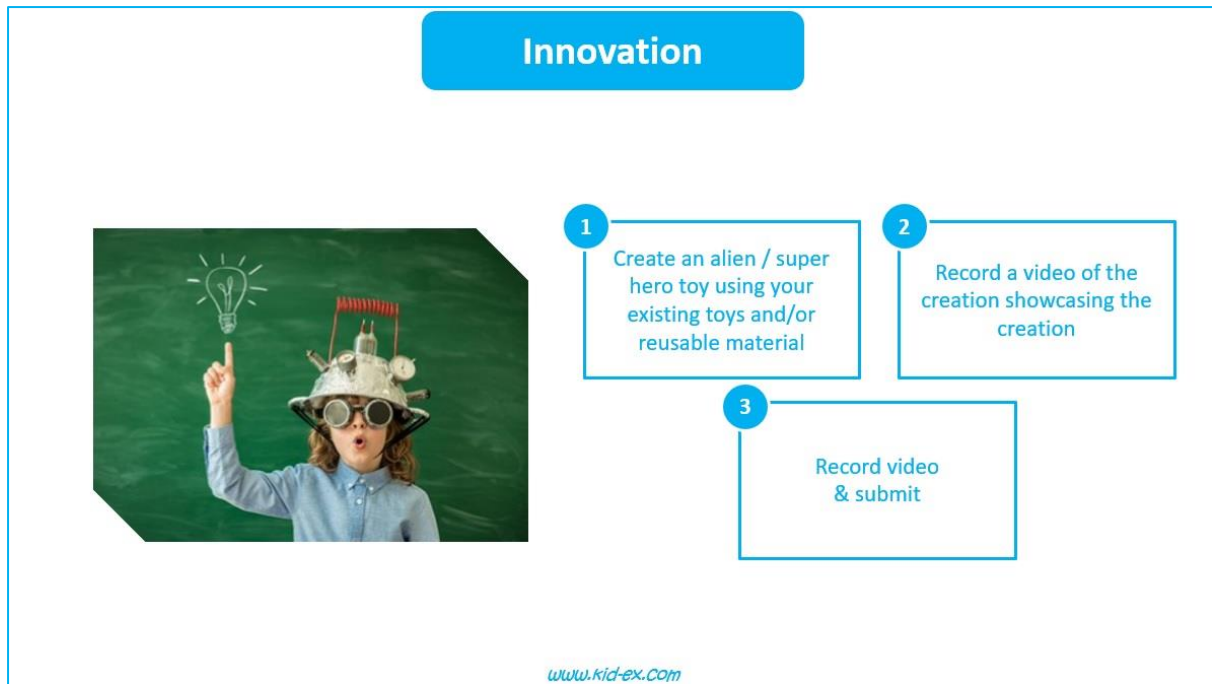 Innovation
1
Create an alien / super
hero toy using your
existing toys and/or
reusable material
2
Record a video of the
creation showcasing the
creation
3
Record video
& submit
www.kid-ex.com